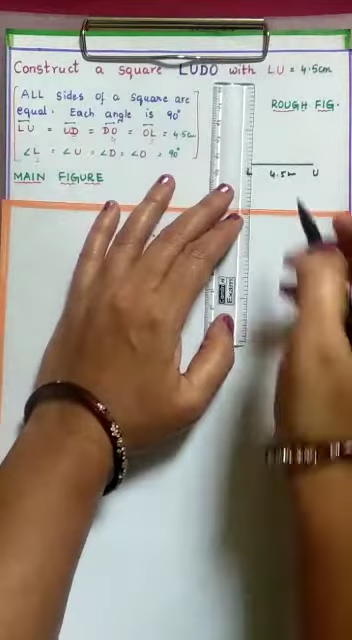 Construct a square LUDO with LU = 4.5cm
[ALL sides of a square are
equal. Each angle is 90°
LU = UD = DO = OL = 4.5cm
∠L = ∠U = ∠D = ∠O = 90°]
ROUGH FIG.
L 4.5cm U
MAIN FIGURE
Exam